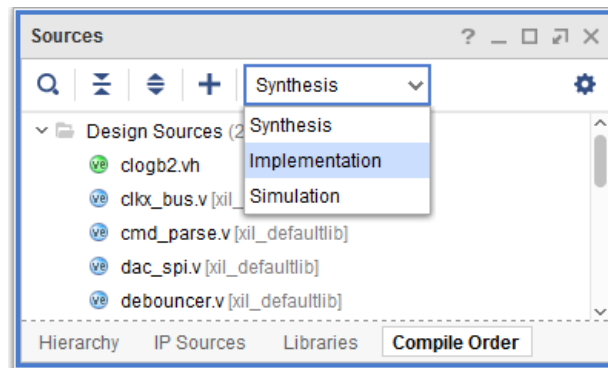 Sources
Synthesis
Design Sources (2
Synthesis
clogb2.vh
Implementation
clkx_bus.v [xil_
Simulation
cmd_parse.v [xil_defaultlib]
dac_spi.v [xil_defaultlib]
debouncer.v [xil_defaultlib]
Hierarchy IP Sources Libraries Compile Order